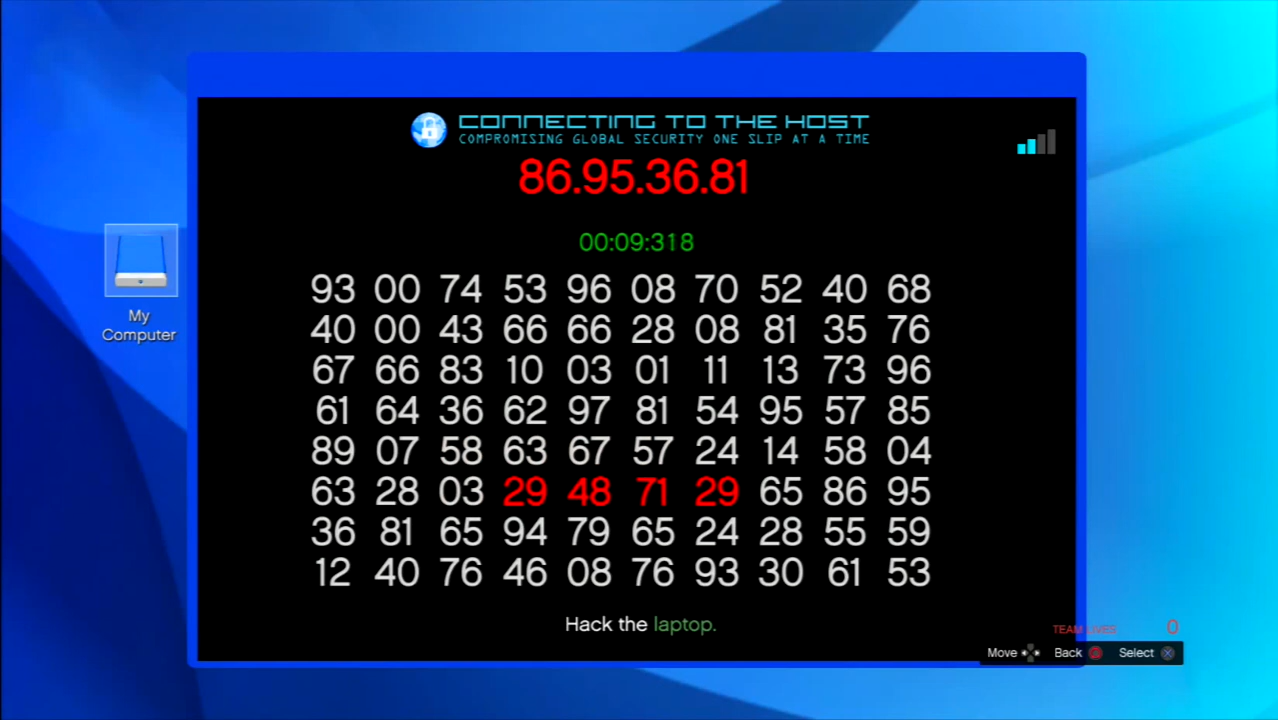 CONNECTING TO THE HOST
COMPROMISING GLOBAL SECURITY ONE SLIP AT A TIME
86.95.36.81
00:09:318
93 00 74 53 96 08 70 52 40 68
40 00 43 66 66 28 08 81 35 76
67 66 83 10 03 01 11 13 73 96
61 64 36 62 97 81 54 95 57 85
89 07 58 63 67 57 24 14 58 04
63 28 03 29 48 71 29 65 86 95
36 81 65 94 79 65 24 28 55 59
12 40 76 46 08 76 93 30 61 53
My
Computer
Hack the laptop.
TEAM LIVES 0
Move Back Select